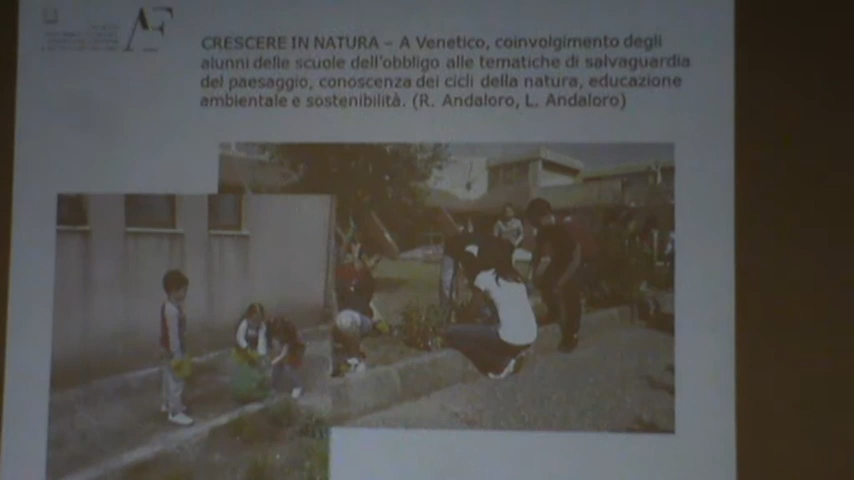 AF
CRESCERE IN NATURA – A Venetico, coinvolgimento degli
alunni delle scuole dell'obbligo alle tematiche di salvaguardia
del paesaggio, conoscenza dei cicli della natura, educazione
ambientale e sostenibilità. (R. Andaloro, L. Andaloro)